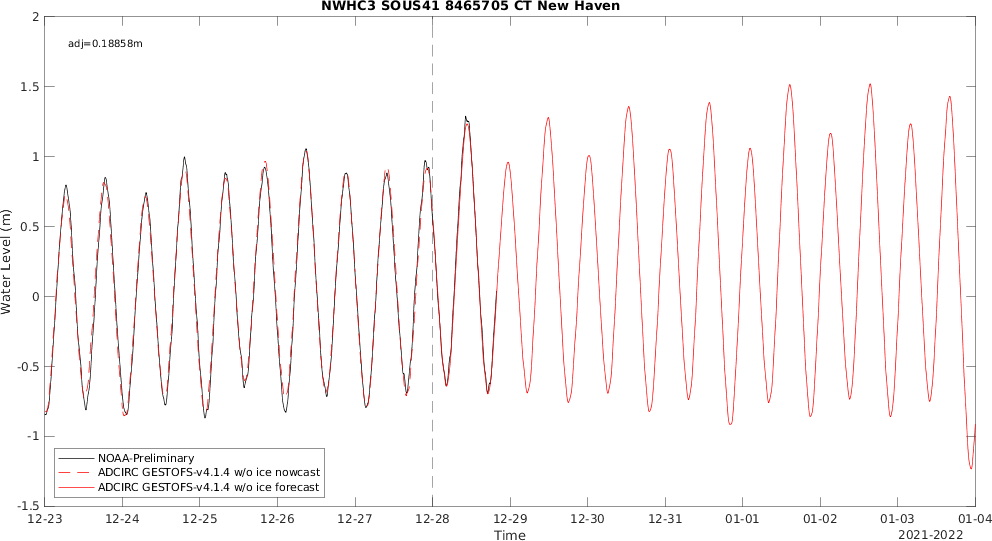 NWHC3 SOUS41 8465705 CT New Haven
adj=0.18858m
2
1.5
1
0.5
0
-0.5
-1
-1.5
Water Level (m)
NOAA-Preliminary
ADCIRC GESTOFS-v4.1.4 w/o ice nowcast
ADCIRC GESTOFS-v4.1.4 w/o ice forecast
12-23 12-24 12-25 12-26 12-27 12-28 12-29 12-30 12-31 01-01 01-02 01-03 01-04
Time
2021-2022